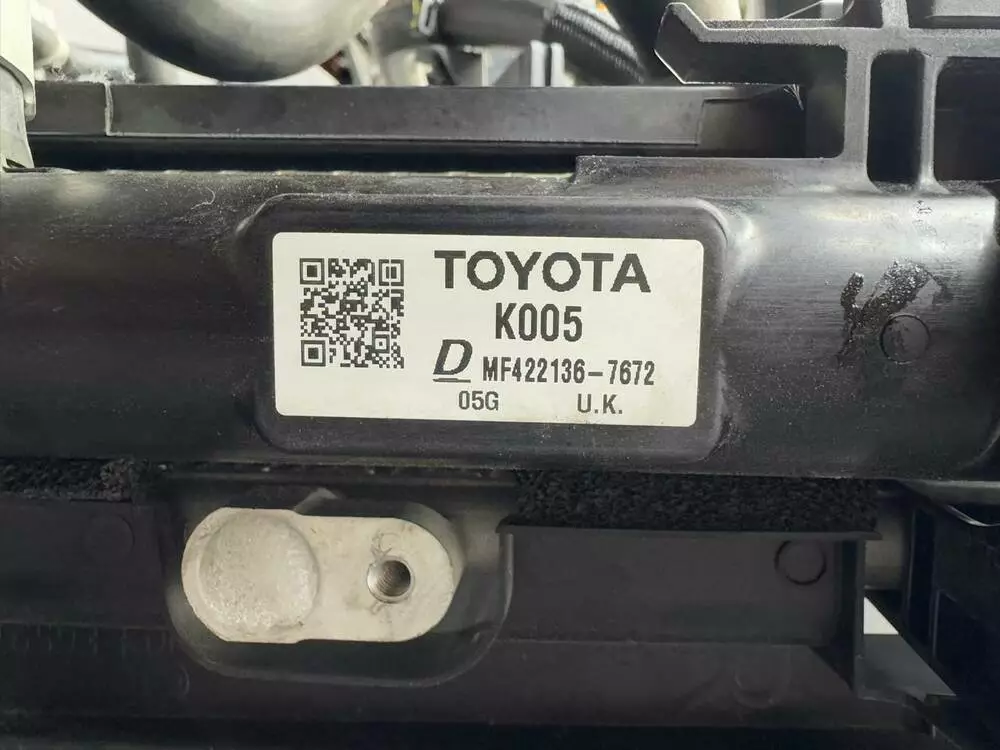 TOYOTA
K005
D MF422136-7672
05G U.K.